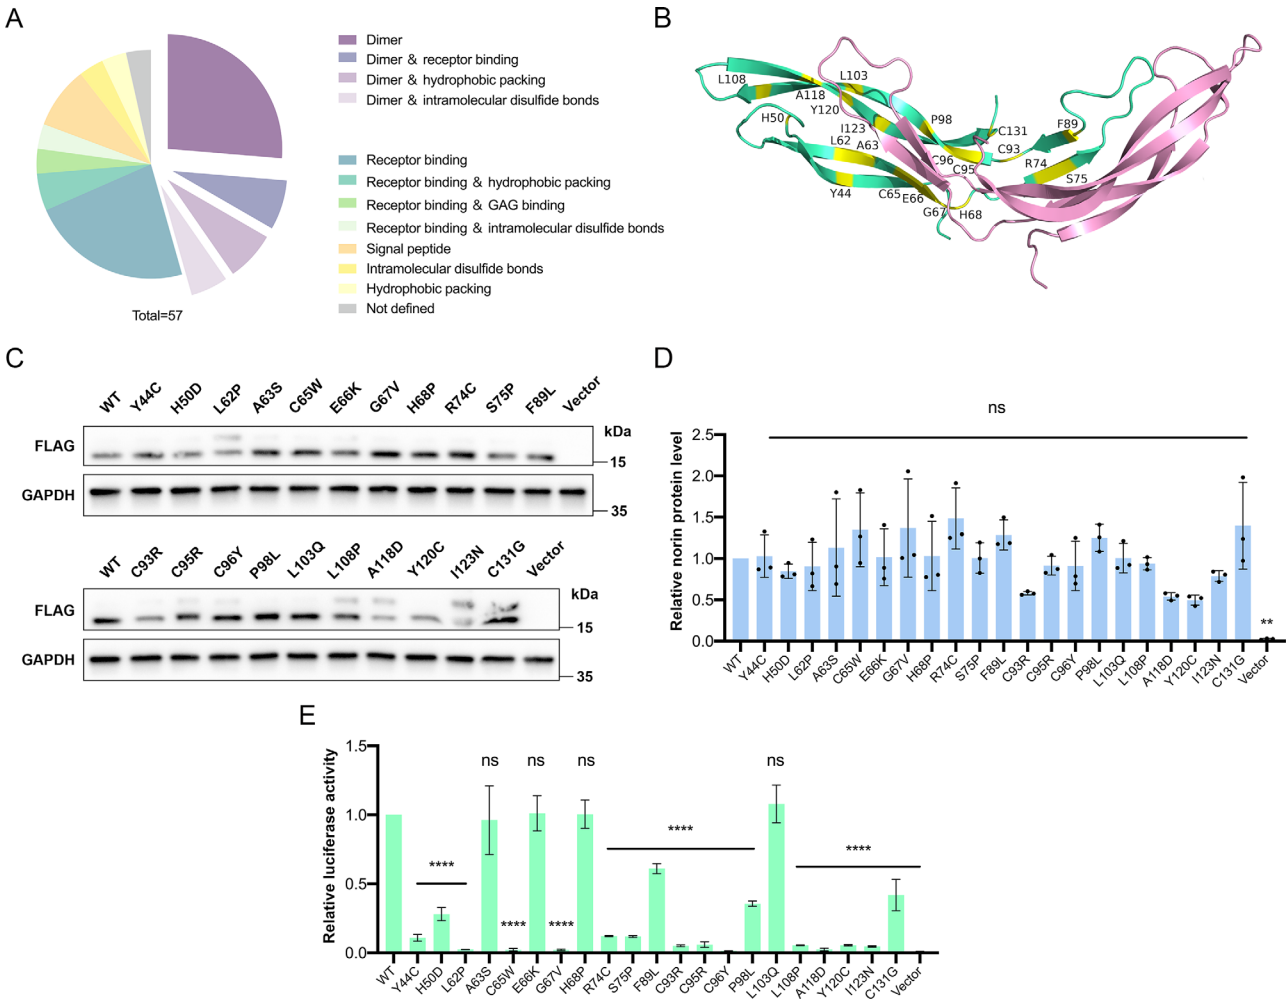 A
Dimer
Dimer & receptor binding
Dimer & hydrophobic packing
Dimer & intramolecular disulfide bonds
Receptor binding
Receptor binding & hydrophobic packing
Receptor binding & GAG binding
Receptor binding & intramolecular disulfide bonds
Signal peptide
Intramolecular disulfide bonds
Hydrophobic packing
Not defined
Total=57
B
L108
L103
A118
Y120
H50
P98
F89
I123
C131
L62
A63
C93
C96
R74
C95
S75
Y44
C65
E66
G67
H68
C
WT Y44C H50D L62P A63S C65W E66K G67V H68P R74C S75P F89L Vector
kDa
FLAG
15
GAPDH
35
WT C93R C95R C96Y P98L L103Q L108P A118D Y120C I123N C131G Vector
kDa
FLAG
15
GAPDH
35
D
ns
Relative norrin protein level
2.5
2.0
1.5
1.0
0.5
0.0
**
WT Y44C H50D L62P A63S C65W E66K G67V H68P R74C S75P F89L C93R C95R C96Y P98L L103Q L108P A118D Y120C I123N C131G Vector
E
Relative luciferase activity
1.5
1.0
0.5
0.0
ns ns ns ns
**** **** **** **** ****
WT Y44C H50D L62P A63S C65W E66K G67V H68P R74C S75P F89L C93R C95R C96Y P98L L103Q L108P A118D Y120C I123N C131G Vector